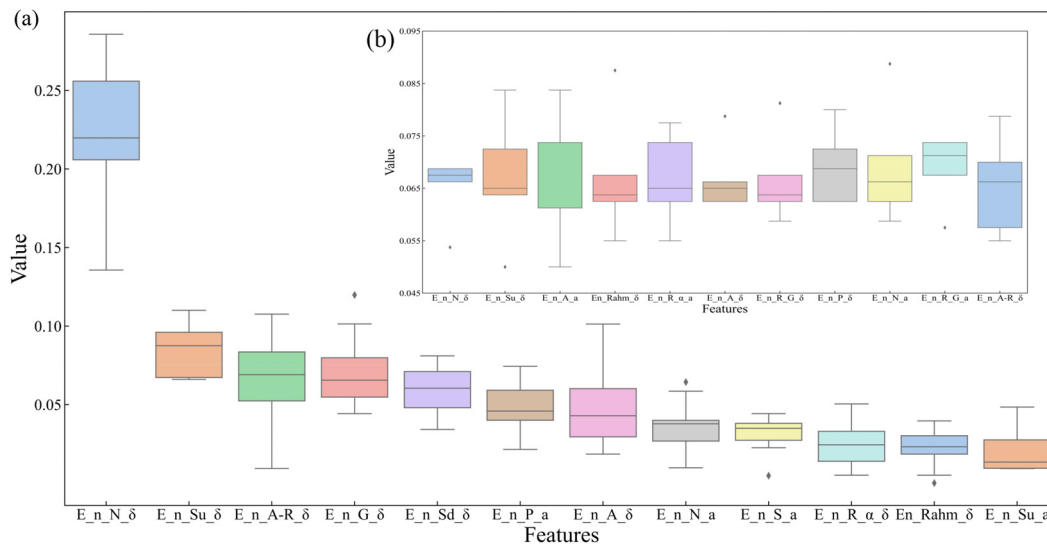 (a)
Value
0.25
0.20
0.15
0.10
0.05
E_n_N_δ E_n_Su_δ E_n_A-R_δ E_n_G_δ E_n_Sd_δ E_n_P_a E_n_A_δ E_n_N_a E_n_S_a E_n_R_α_δ En_Rahm_δ E_n_Su_a
Features
(b)
Value
0.095
0.085
0.075
0.065
0.055
0.045
E_n_N_δ E_n_Su_δ E_n_A_a En_Rahm_δ E_n_R_α_a E_n_A_δ E_n_R_G_δ E_n_P_δ E_n_N_a E_n_R_G_a E_n_A-R_δ
Features